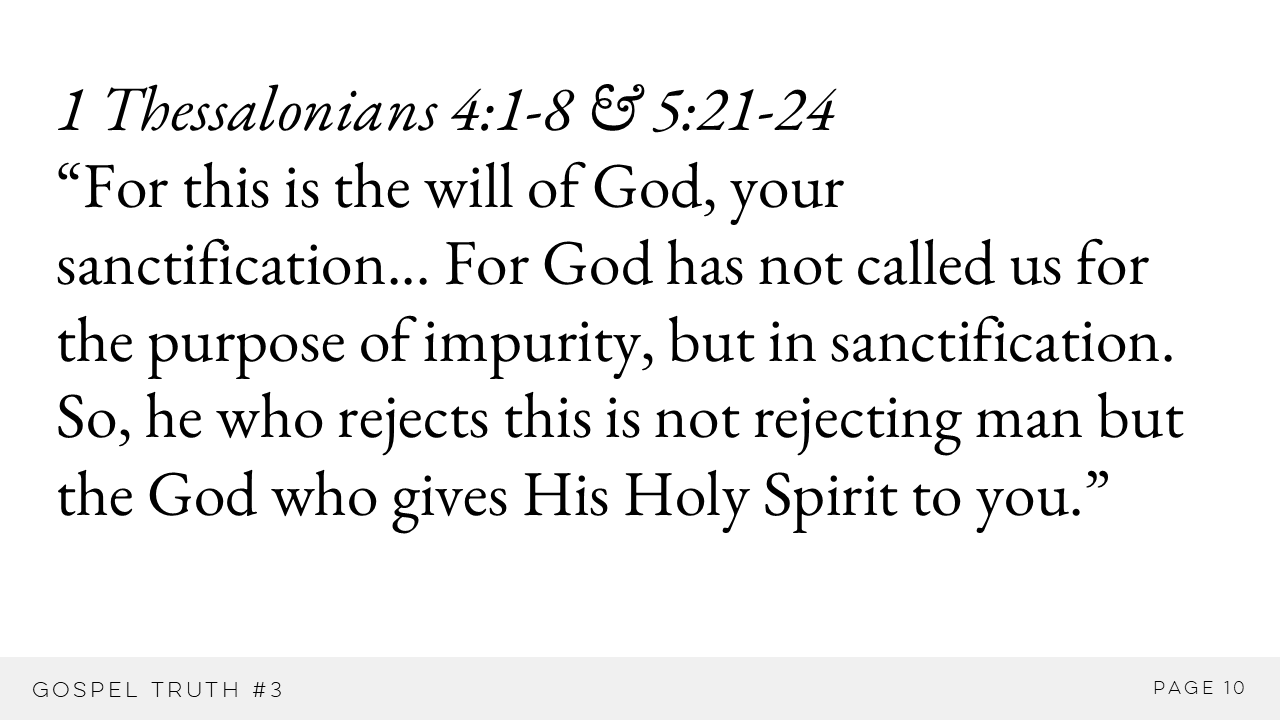 1 Thessalonians 4:1-8 & 5:21-24
“For this is the will of God, your
sanctification... For God has not called us for
the purpose of impurity, but in sanctification.
So, he who rejects this is not rejecting man but
the God who gives His Holy Spirit to you.”
GOSPEL TRUTH #3
PAGE 10